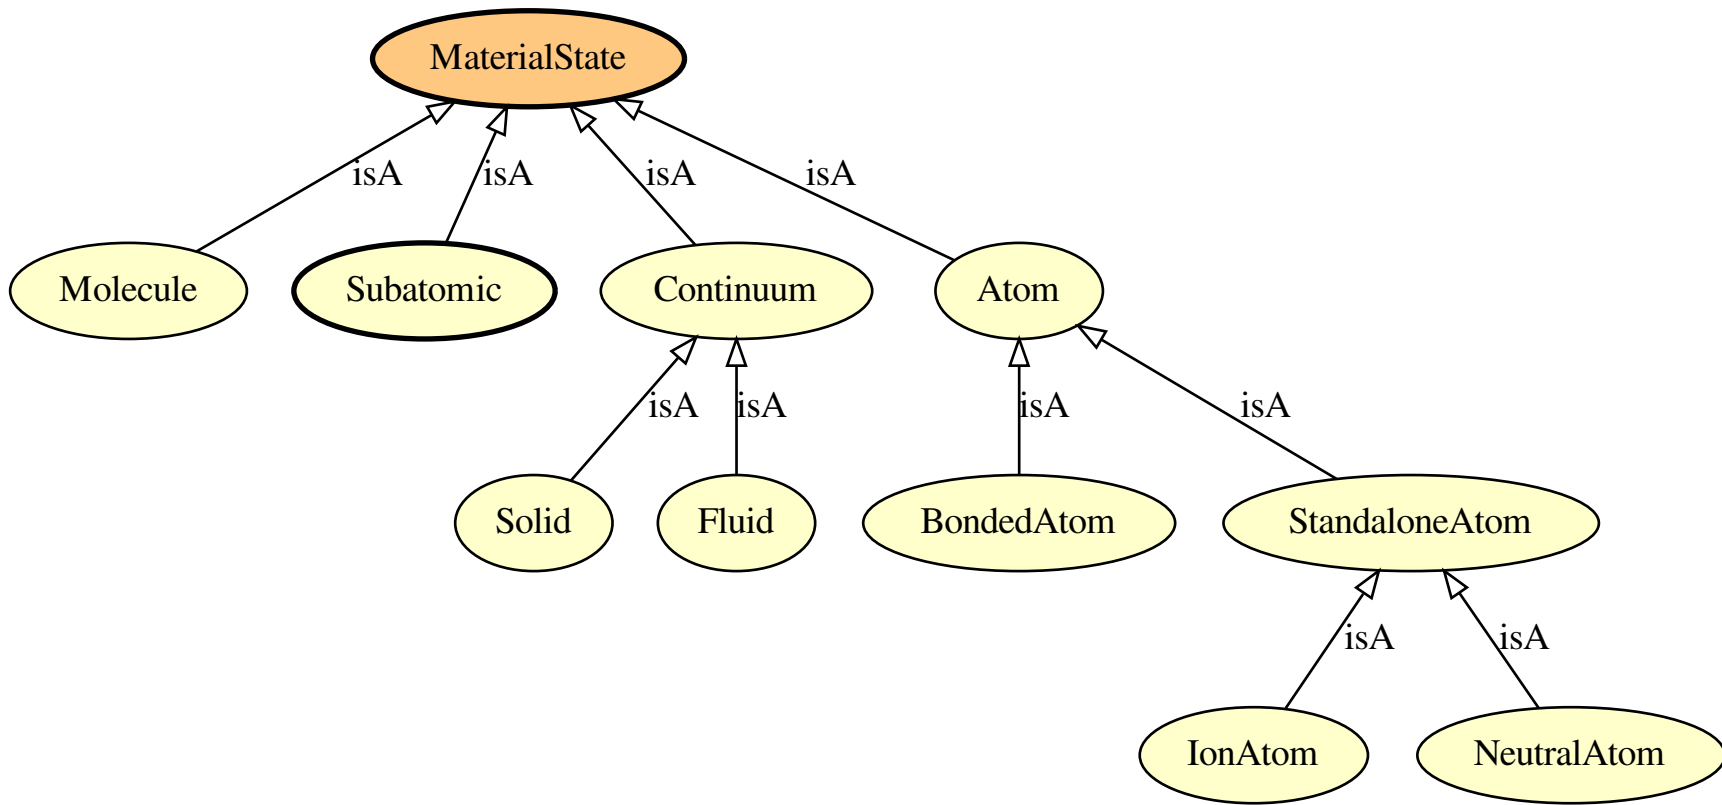 MaterialState
isA
isA
isA
isA
Molecule
Subatomic
Continuum
Atom
isA
isA
isA
isA
Solid
Fluid
BondedAtom
StandaloneAtom
isA
isA
IonAtom
NeutralAtom